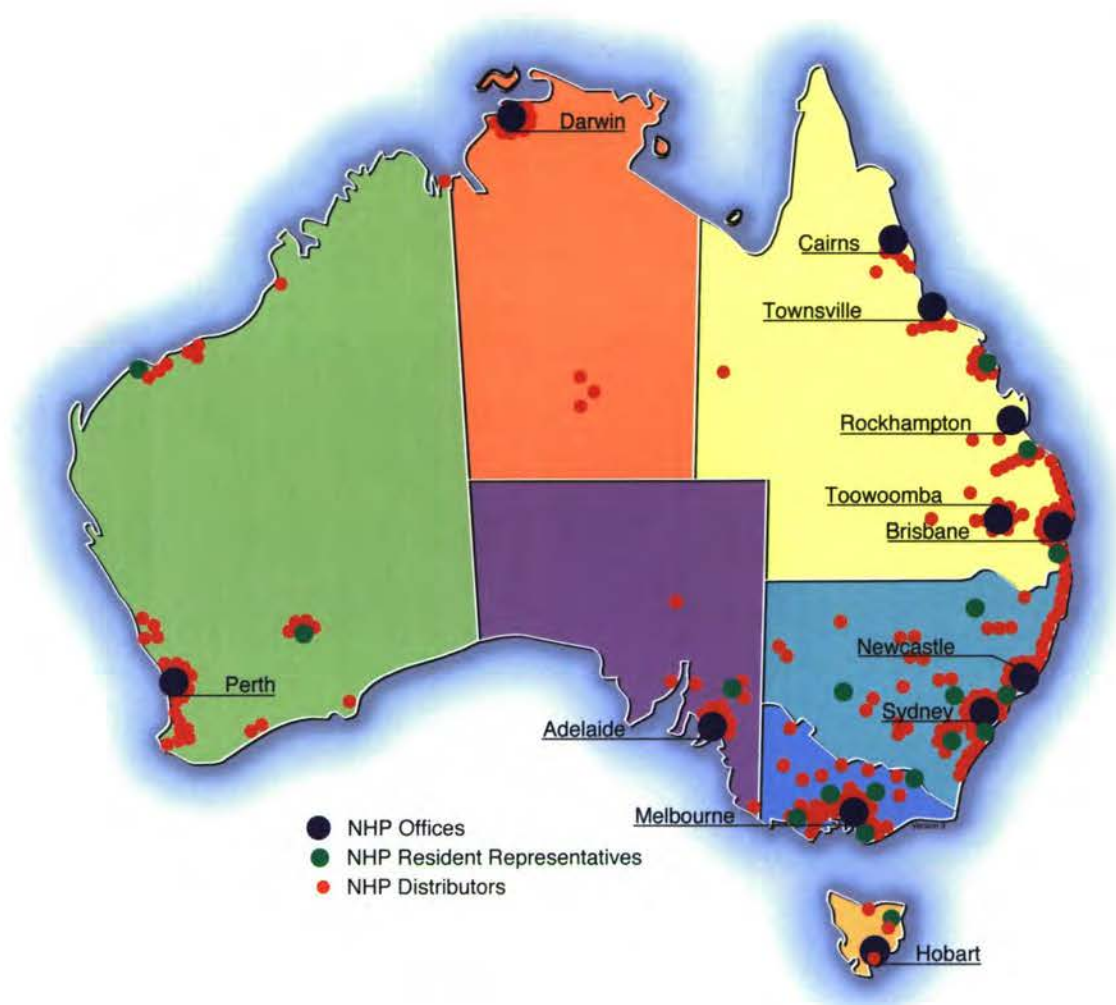 Darwin
Cairns
Townsville
Rockhampton
Toowoomba
Brisbane
Newcastle
Perth
Sydney
Adelaide
Melbourne
NHP Offices
NHP Resident Representatives
NHP Distributors
Hobart